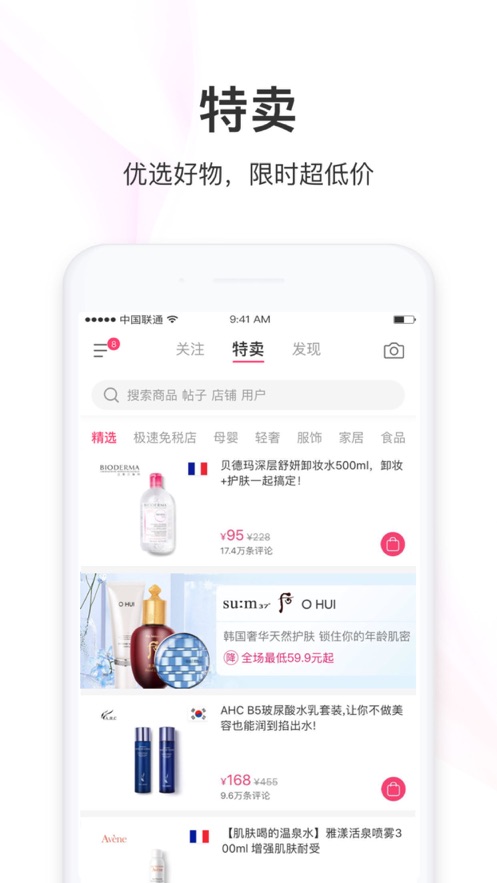 特卖
优选好物，限时超低价
中国联通
9:41 AM
8
关注
特卖
发现
搜索商品 帖子 店铺 用户
精选
极速免税店
母婴
轻奢
服饰
家居
食品
BIODERMA
贝德玛深层舒妍卸妆水500ml，卸妆
+护肤一起搞定！
¥95 ¥228
17.4万条评论
su:m37°
O HUI
O HUI
韩国奢华天然护肤 锁住你的年龄肌密
降 全场最低59.9元起
A.H.C
AHC B5玻尿酸水乳套装,让你不做美
容也能润到掐出水!
¥168 ¥455
9.6万条评论
Avène
【肌肤喝的温泉水】雅漾活泉喷雾3
00ml 增强肌肤耐受